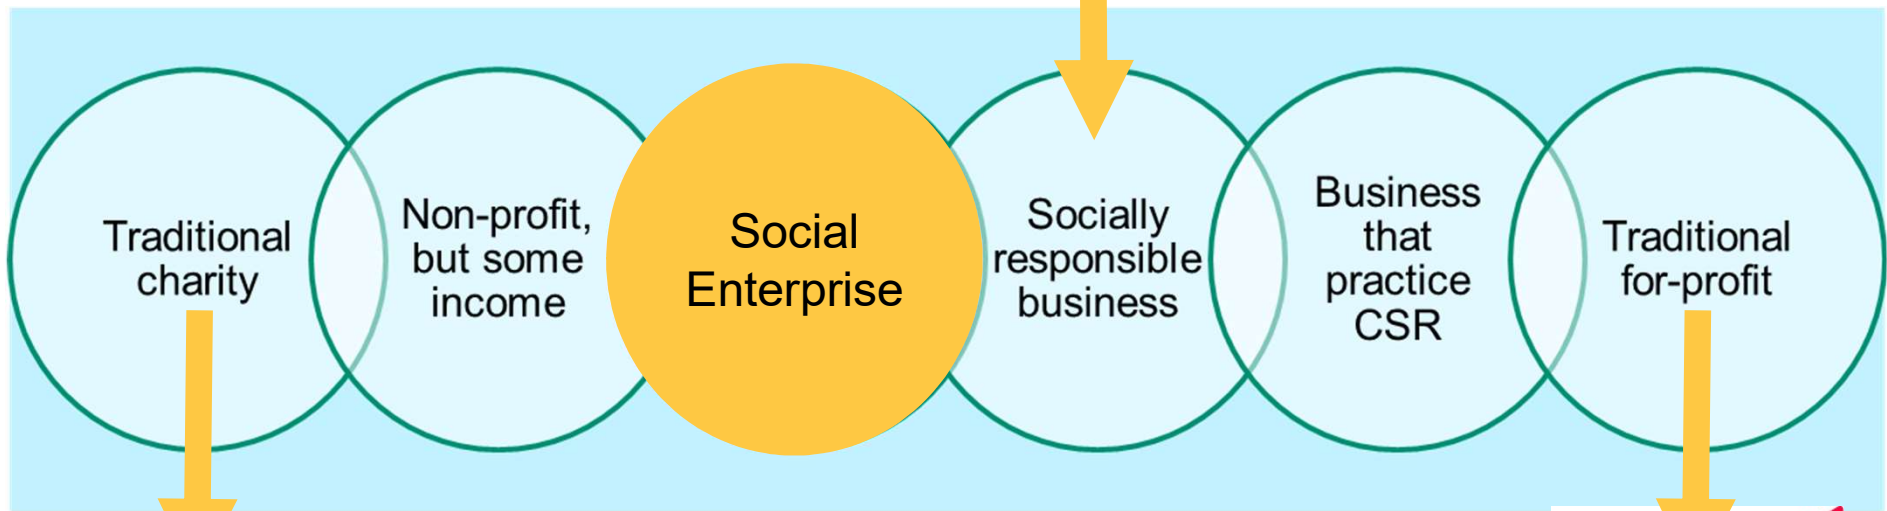 Traditional
charity
Non-profit,
but some
income
Social
Enterprise
Socially
responsible
business
Business
that
practice
CSR
Traditional
for-profit